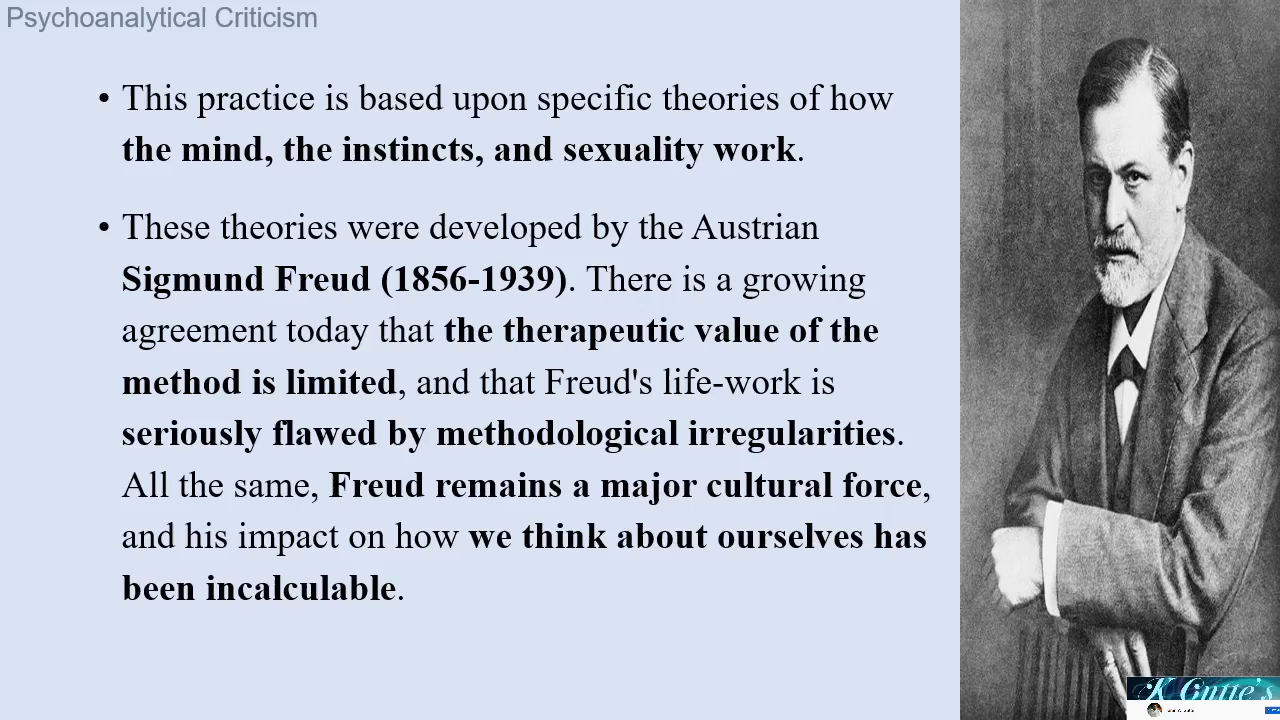 Psychoanalytical Criticism
• This practice is based upon specific theories of how
the mind, the instincts, and sexuality work.
• These theories were developed by the Austrian
Sigmund Freud (1856-1939). There is a growing
agreement today that the therapeutic value of the
method is limited, and that Freud's life-work is
seriously flawed by methodological irregularities.
All the same, Freud remains a major cultural force,
and his impact on how we think about ourselves has
been incalculable.